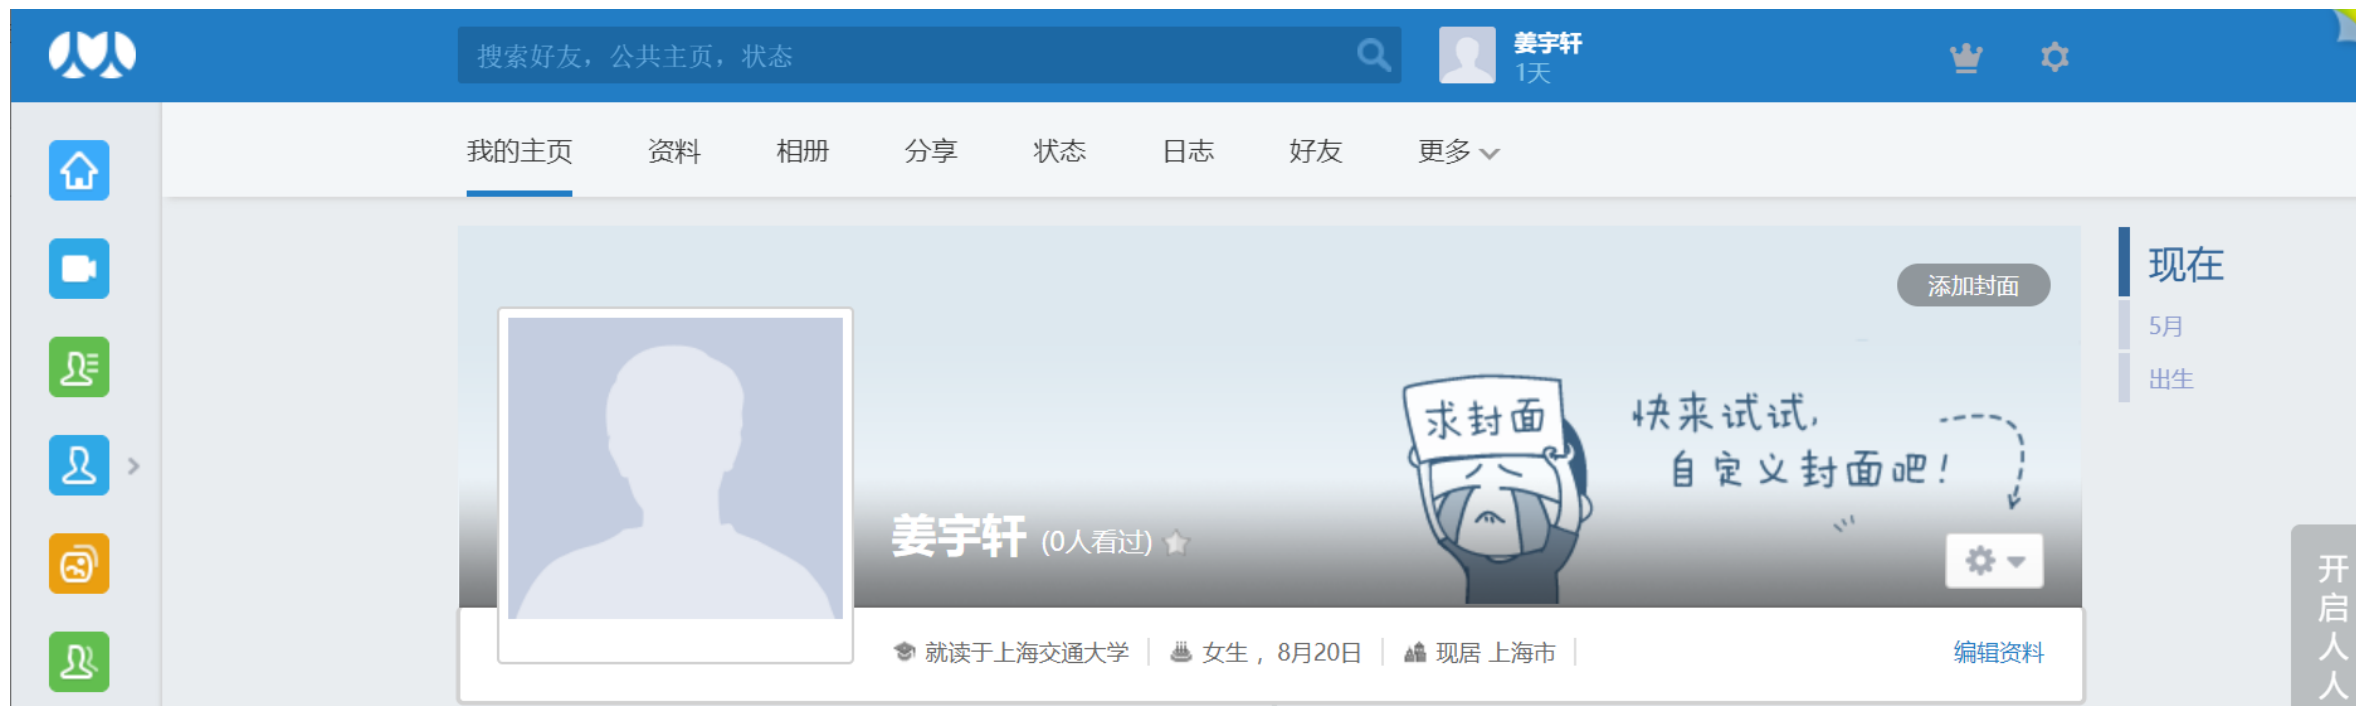 搜索好友，公共主页，状态
姜宇轩
1天
我的主页 资料 相册 分享 状态 日志 好友 更多
添加封面
现在
5月
出生
求封面
快来试试，
自定义封面吧！
姜宇轩 (0人看过)
就读于上海交通大学 女生 ，8月20日 现居 上海市 编辑资料
开启人人